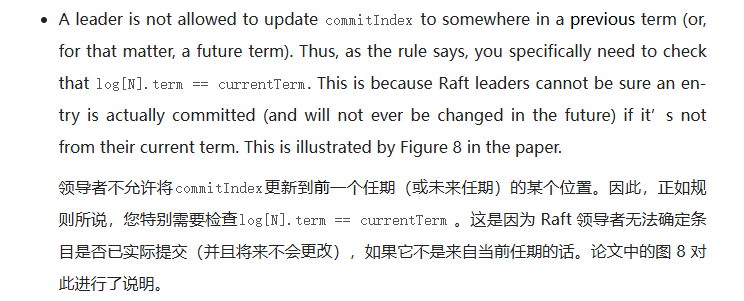 • A leader is not allowed to update commitIndex to somewhere in a previous term (or,
for that matter, a future term). Thus, as the rule says, you specifically need to check
that log[N].term == currentTerm. This is because Raft leaders cannot be sure an en-
try is actually committed (and will not ever be changed in the future) if it's not
from their current term. This is illustrated by Figure 8 in the paper.
领导者不允许将commitIndex更新到前一个任期（或未来任期）的某个位置。因此，正如规
则所说，您特别需要检查log[N].term == currentTerm 。这是因为 Raft 领导者无法确定条
目是否已实际提交（并且将来不会更改），如果它不是来自当前任期的话。论文中的图 8 对
此进行了说明。